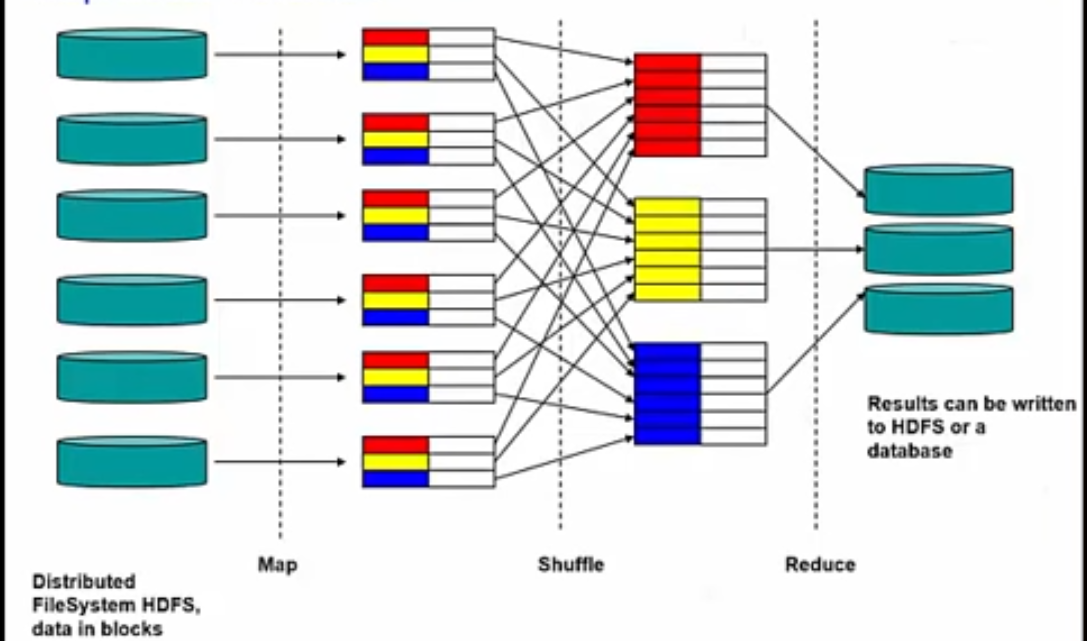 Results can be written
to HDFS or a
database
Map
Shuffle
Reduce
Distributed
FileSystem HDFS,
data in blocks